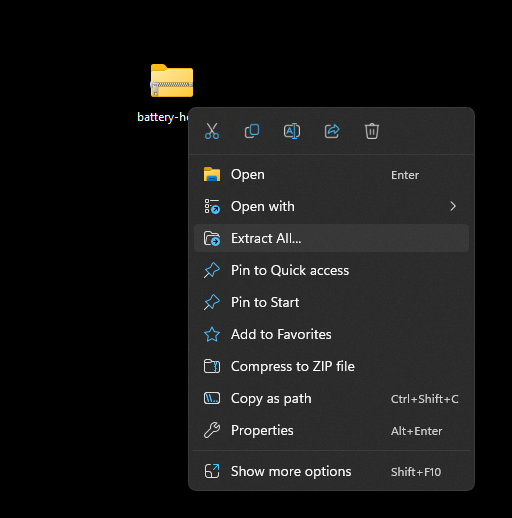 battery-he
Open Enter
Open with
Extract All...
Pin to Quick access
Pin to Start
Add to Favorites
Compress to ZIP file
Copy as path Ctrl+Shift+C
Properties Alt+Enter
Show more options Shift+F10